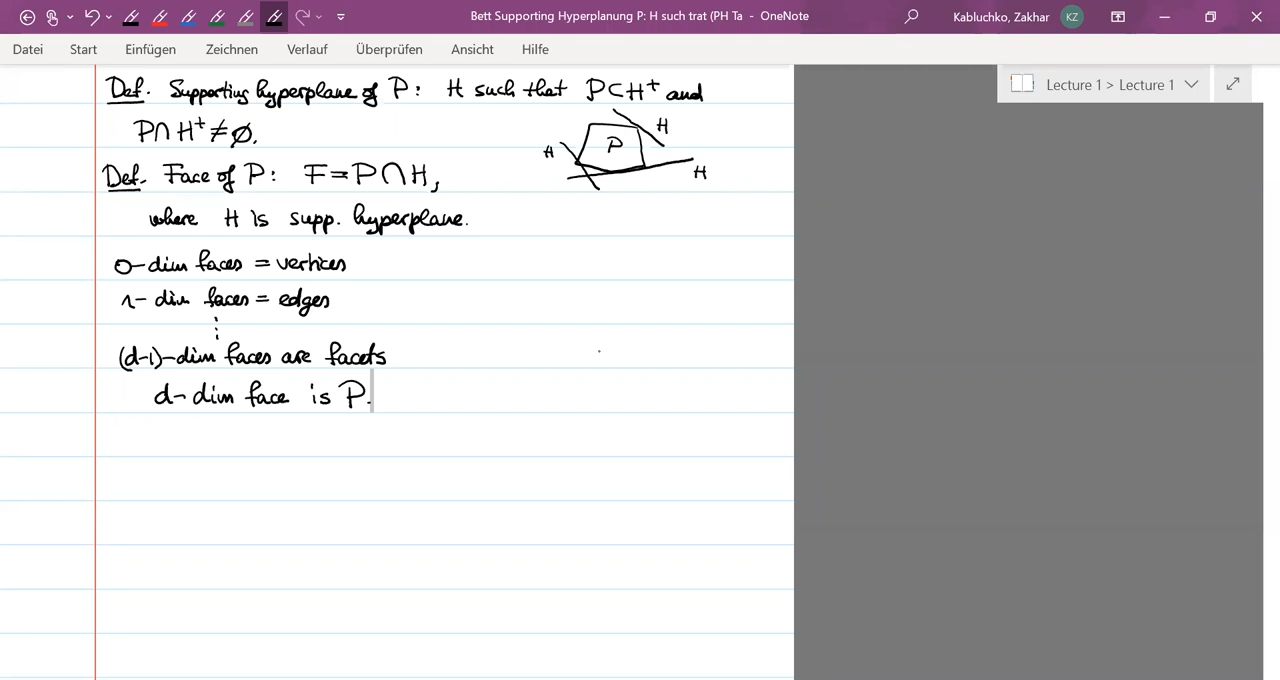 Bett Supporting Hyperplanung P: H such trat (PH Ta - OneNote
Kabluchko, Zakhar KZ
Datei Start Einfügen Zeichnen Verlauf Überprüfen Ansicht Hilfe
Lecture 1 > Lecture 1
Def. Supporting hyperplane of P: H such that P⊂H⁺ and
P∩H⁺≠∅.
H
P
H
H
Def. Face of P: F=P∩H,
where H is supp. hyperplane.
0-dim faces = vertices
1-dim faces = edges
⋮
(d-1)-dim faces are facets
d-dim face is P.